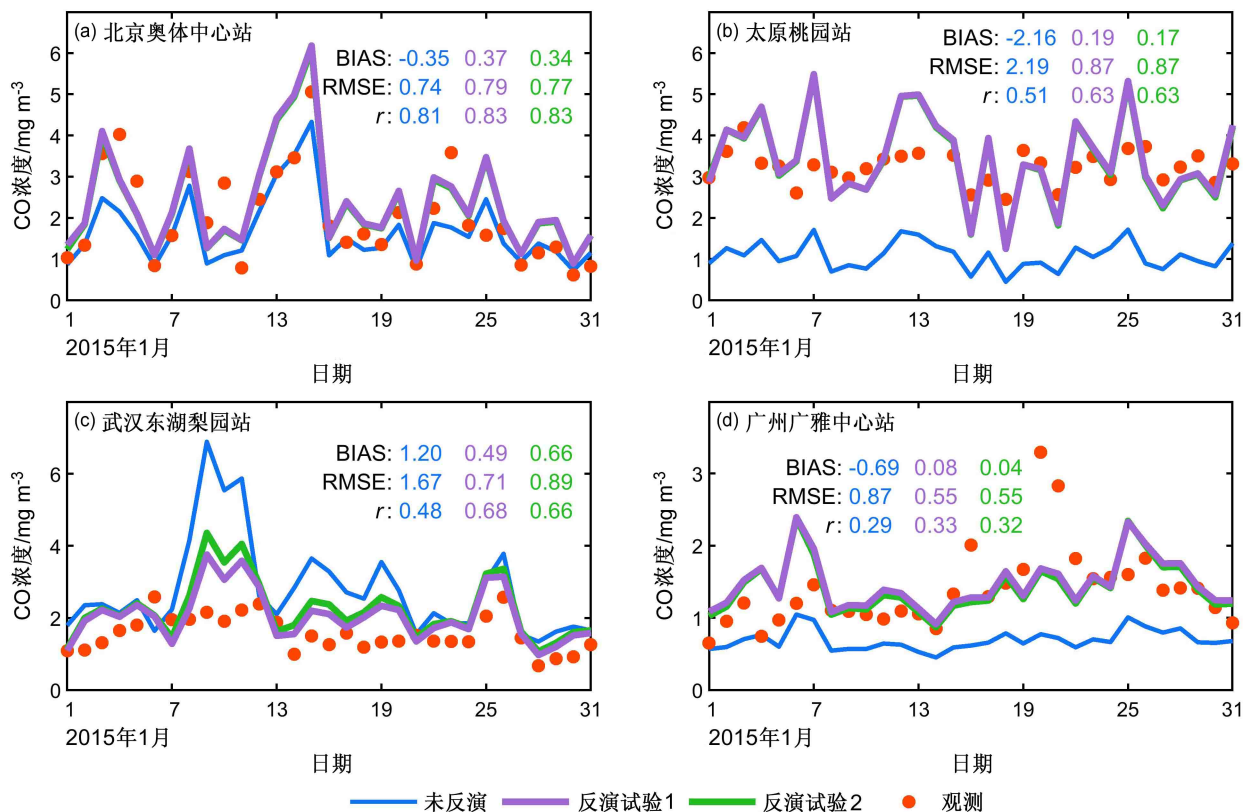 (a) 北京奥体中心站
BIAS: -0.35 0.37 0.34
RMSE: 0.74 0.79 0.77
r: 0.81 0.83 0.83
CO浓度/mg m-3
7
6
5
4
3
2
1
0
1 7 13 19 25 31
2015年1月
日期
(b) 太原桃园站
BIAS: -2.16 0.19 0.17
RMSE: 2.19 0.87 0.87
r: 0.51 0.63 0.63
CO浓度/mg m-3
7
6
5
4
3
2
1
0
1 7 13 19 25 31
2015年1月
日期
(c) 武汉东湖梨园站
BIAS: 1.20 0.49 0.66
RMSE: 1.67 0.71 0.89
r: 0.48 0.68 0.66
CO浓度/mg m-3
6
4
2
0
1 7 13 19 25 31
2015年1月
日期
(d) 广州广雅中心站
BIAS: -0.69 0.08 0.04
RMSE: 0.87 0.55 0.55
r: 0.29 0.33 0.32
CO浓度/mg m-3
3
2
1
0
1 7 13 19 25 31
2015年1月
日期
未反演 反演试验1 反演试验2 观测